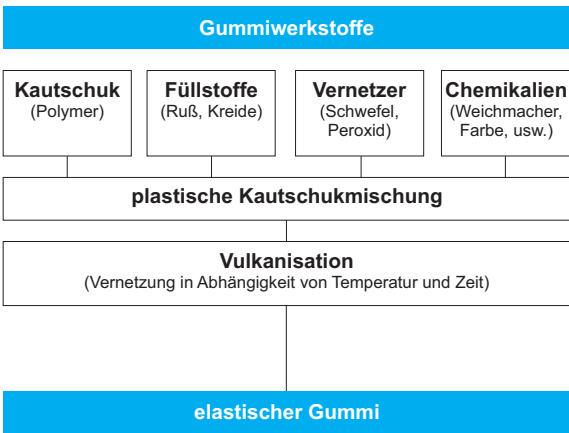 Gummiwerkstoffe
Kautschuk
(Polymer)
Füllstoffe
(Ruß, Kreide)
Vernetzer
(Schwefel,
Peroxid)
Chemikalien
(Weichmacher,
Farbe, usw.)
plastische Kautschukmischung
Vulkanisation
(Vernetzung in Abhängigkeit von Temperatur und Zeit)
elastischer Gummi